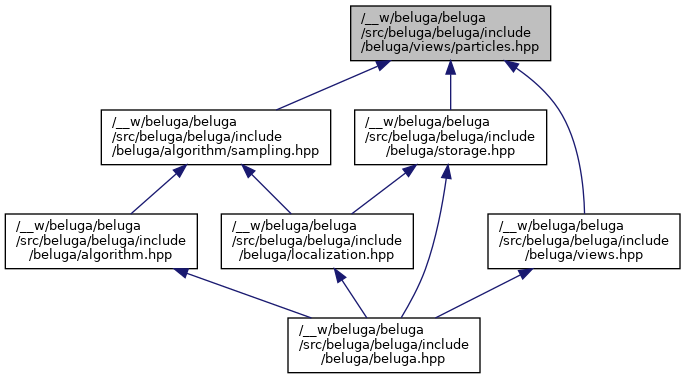 /__w/beluga/beluga
/src/beluga/beluga/include
/beluga/views/particles.hpp
/__w/beluga/beluga
/src/beluga/beluga/include
/beluga/algorithm/sampling.hpp
/__w/beluga/beluga
/src/beluga/beluga/include
/beluga/storage.hpp
/__w/beluga/beluga
/src/beluga/beluga/include
/beluga/algorithm.hpp
/__w/beluga/beluga
/src/beluga/beluga/include
/beluga/localization.hpp
/__w/beluga/beluga
/src/beluga/beluga/include
/beluga/views.hpp
/__w/beluga/beluga
/src/beluga/beluga/include
/beluga/beluga.hpp